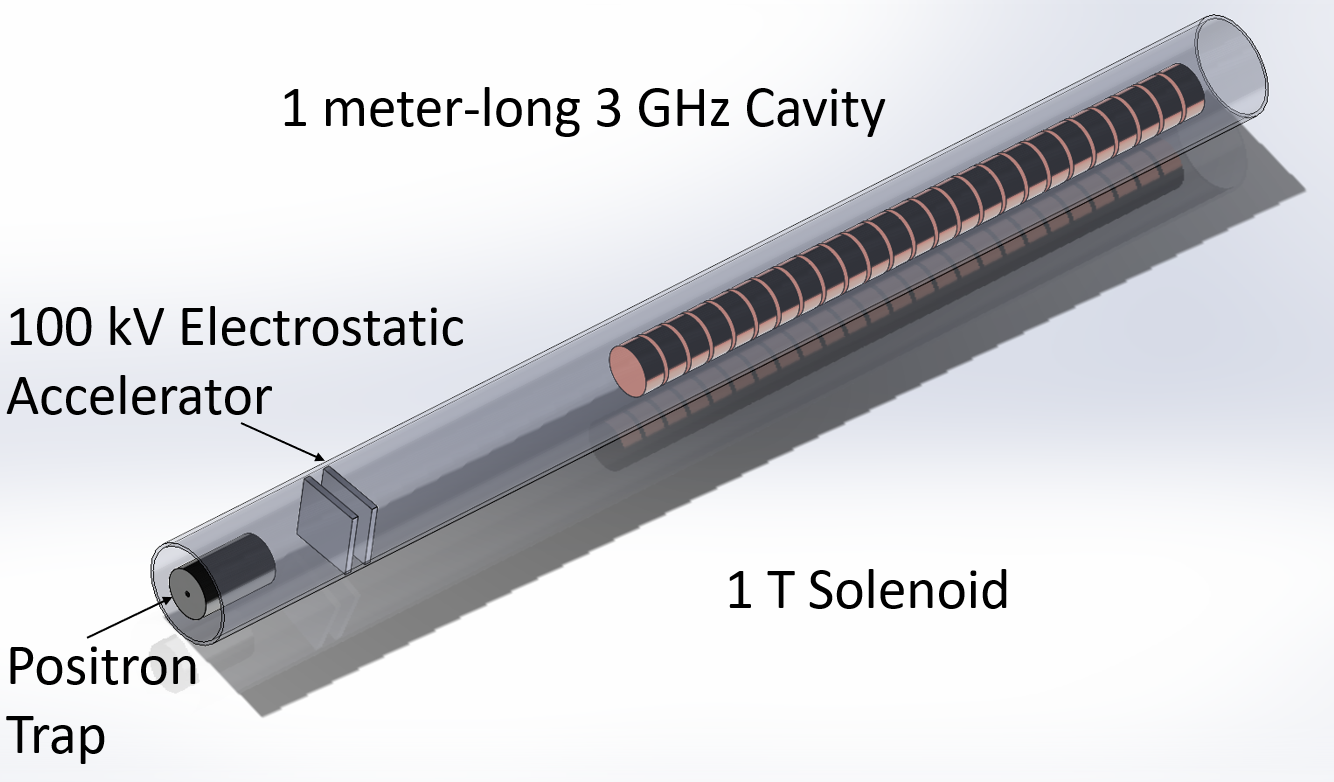 1 meter-long 3 GHz Cavity
100 kV Electrostatic
Accelerator
1 T Solenoid
Positron
Trap